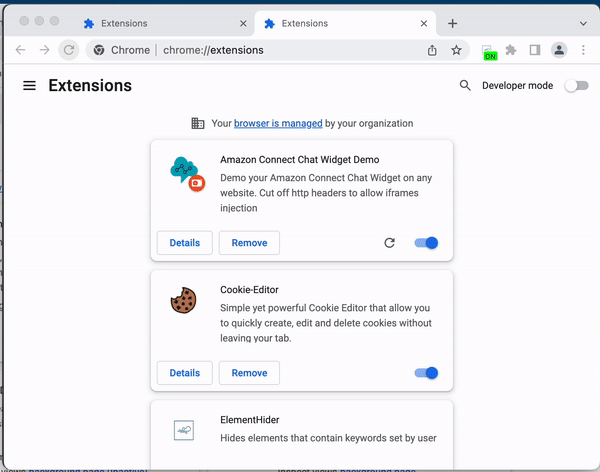 Extensions
Extensions
Chrome | chrome://extensions
ON
Extensions
Developer mode
Your browser is managed by your organization
Amazon Connect Chat Widget Demo
Demo your Amazon Connect Chat Widget on any
website. Cut off http headers to allow iframes
injection
Details
Remove
Cookie-Editor
Simple yet powerful Cookie Editor that allow you
to quickly create, edit and delete cookies without
leaving your tab.
Details
Remove
ElementHider
Hides elements that contain keywords set by user